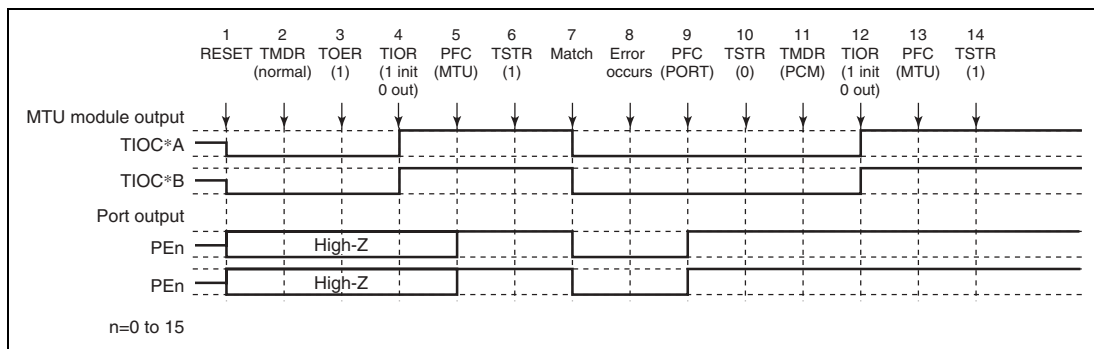 1 2 3 4 5 6 7 8 9 10 11 12 13 14
RESET TMDR TOER TIOR PFC TSTR Match Error PFC TSTR TMDR TIOR PFC TSTR
(normal) (1) (1 init (MTU) (1) occurs (PORT) (0) (PCM) (1 init (MTU) (1)
0 out) 0 out)
MTU module output
TIOC*A
TIOC*B
Port output
PEn High-Z
PEn High-Z
n=0 to 15